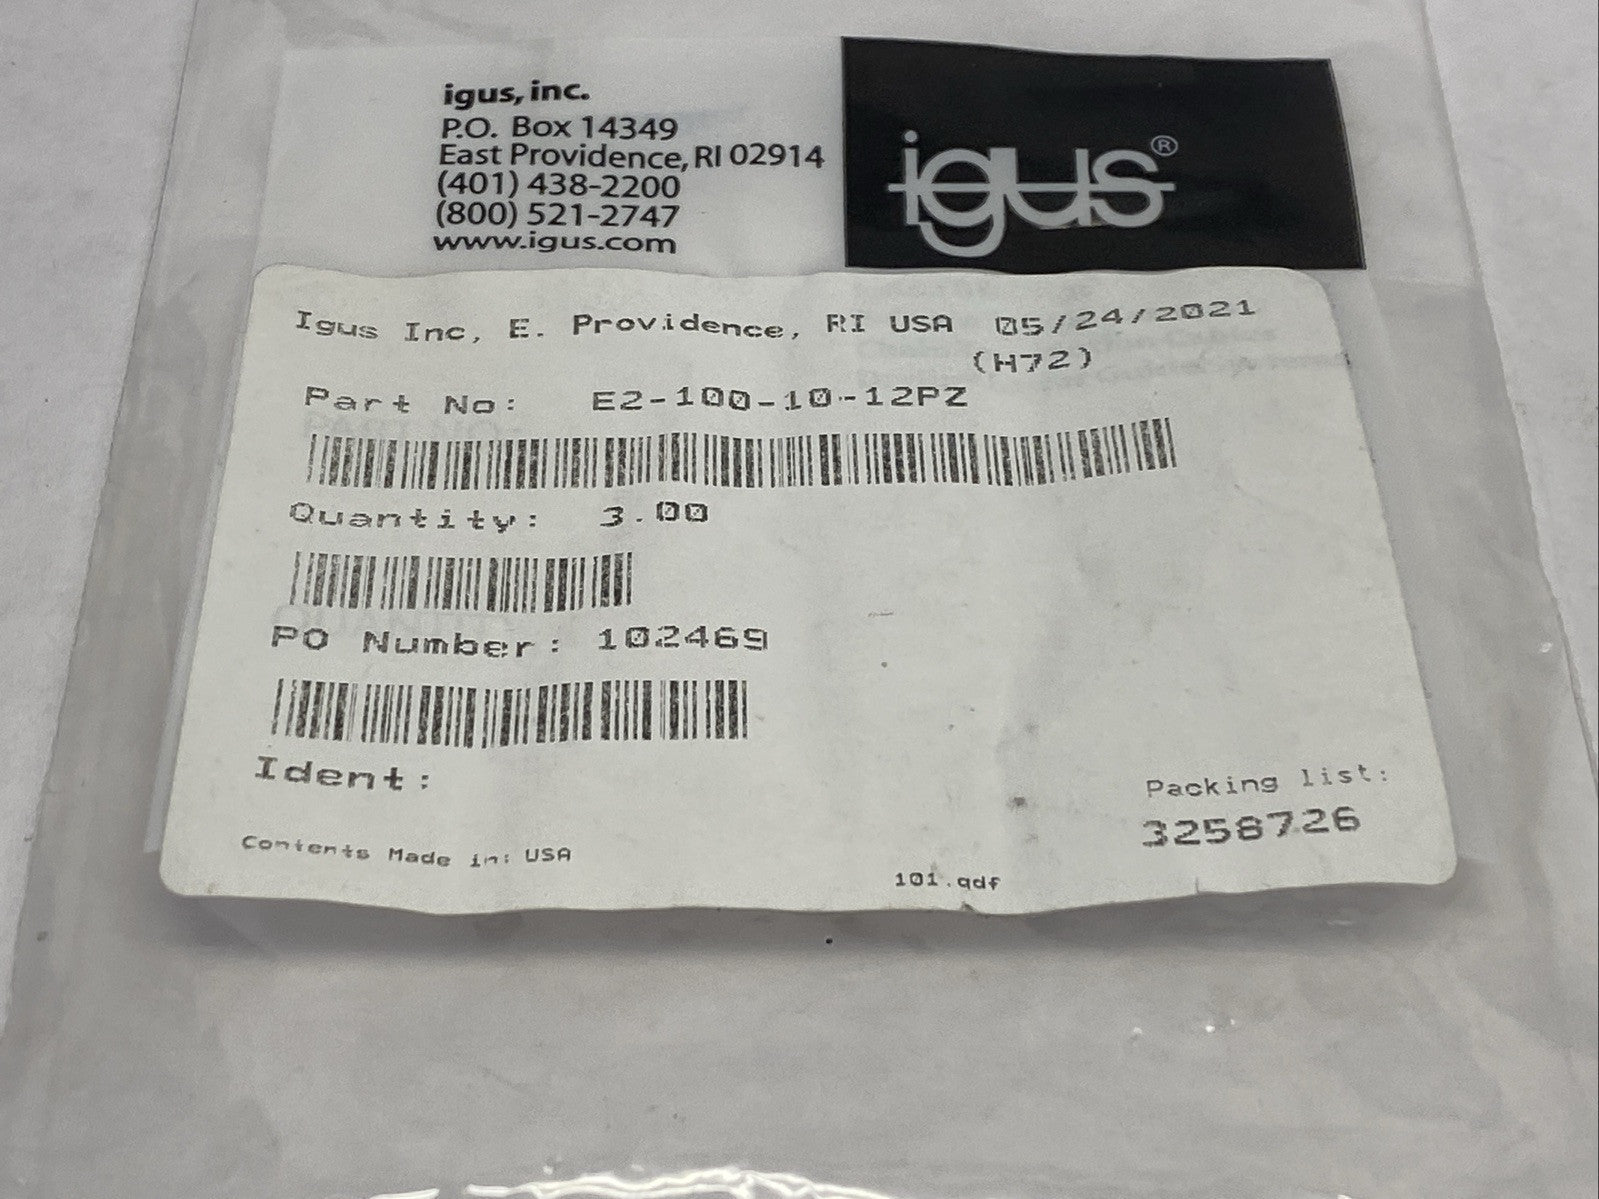 igus, inc.
P.O. Box 14349
East Providence, RI 02914
(401) 438-2200
(800) 521-2747
www.igus.com
igus®
Igus Inc, E. Providence, RI USA 05/24/2021
(H72)
Part No: E2-100-10-12PZ
Quantity: 3.00
PO Number: 102469
Ident:
Packing list:
3258726
Contents Made in: USA
101.qdf